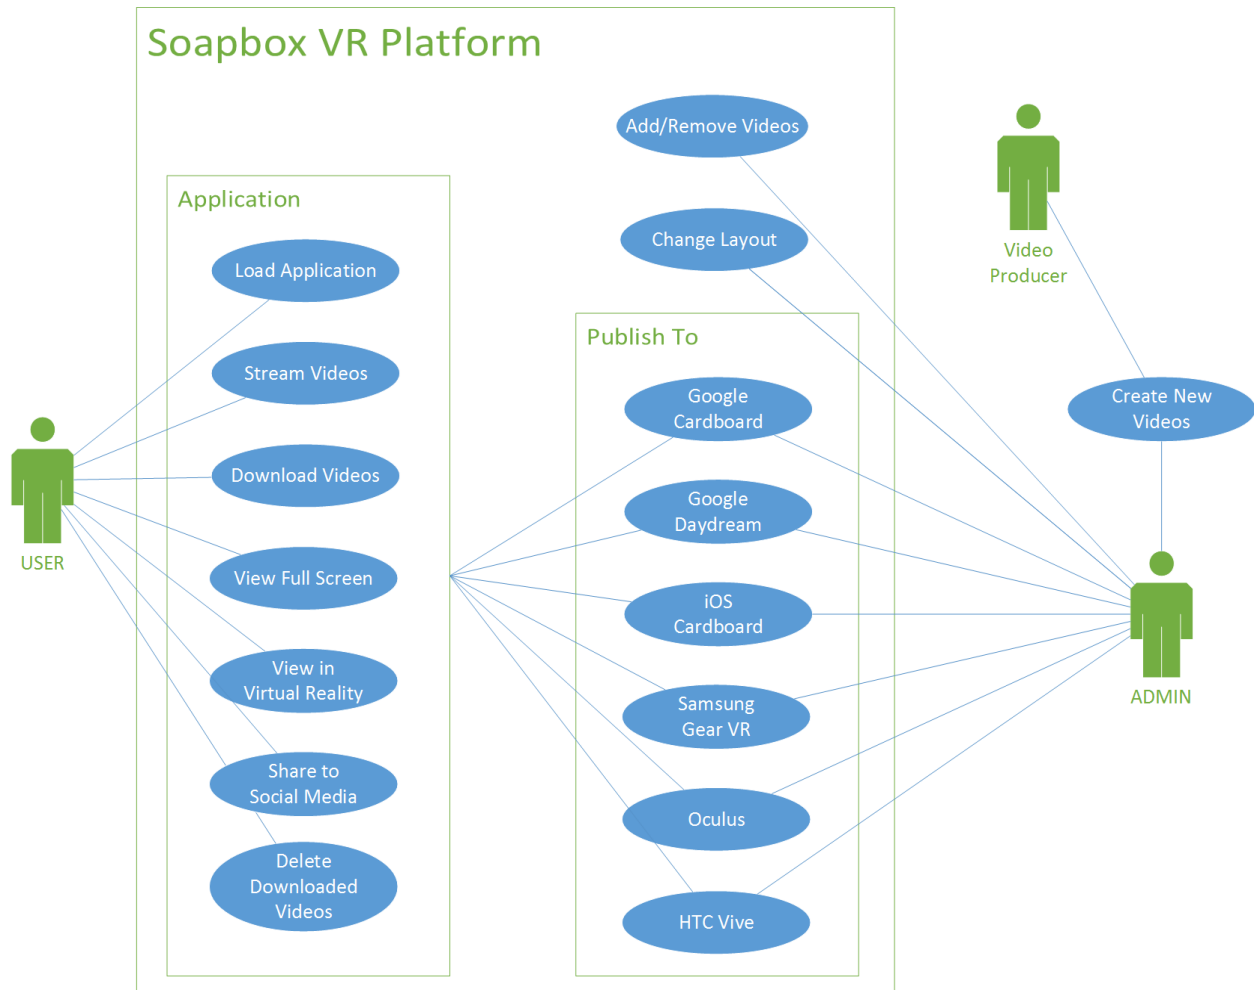 Soapbox VR Platform
Application
Load Application
Stream Videos
Download Videos
View Full Screen
View in
Virtual Reality
Share to
Social Media
Delete
Downloaded
Videos
USER
Add/Remove Videos
Change Layout
Publish To
Google
Cardboard
Google
Daydream
iOS
Cardboard
Samsung
Gear VR
Oculus
HTC Vive
Video
Producer
Create New
Videos
ADMIN